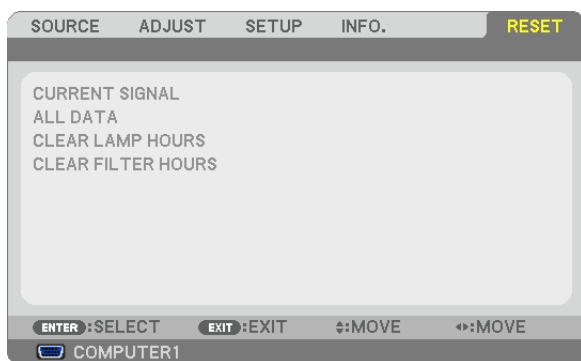 SOURCE ADJUST SETUP INFO. RESET
CURRENT SIGNAL
ALL DATA
CLEAR LAMP HOURS
CLEAR FILTER HOURS
ENTER :SELECT EXIT :EXIT :MOVE :MOVE
COMPUTER1